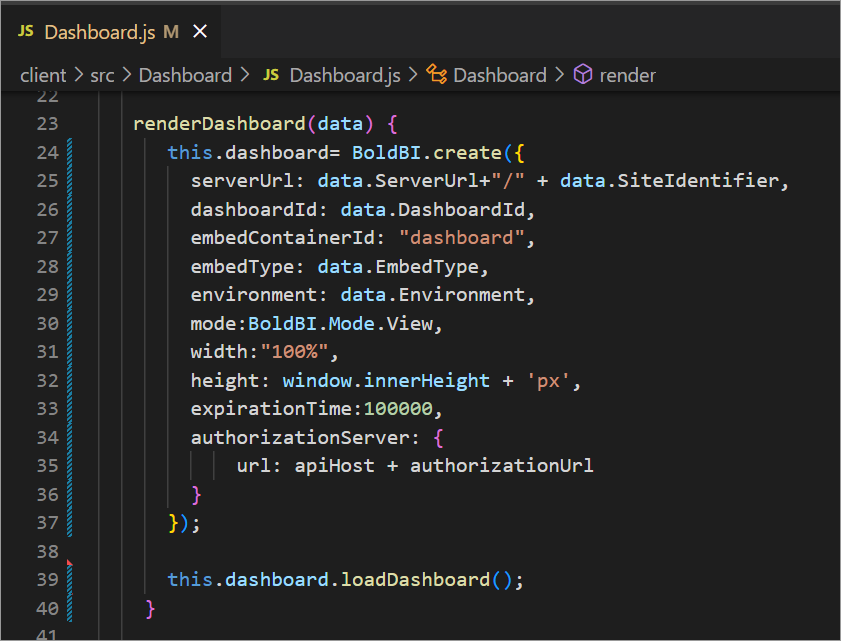 JS Dashboard.js M
client > src > Dashboard > JS Dashboard.js > Dashboard > render
22
23 renderDashboard(data) {
24 this.dashboard= BoldBI.create({
25 serverUrl: data.ServerUrl+"/" + data.SiteIdentifier,
26 dashboardId: data.DashboardId,
27 embedContainerId: "dashboard",
28 embedType: data.EmbedType,
29 environment: data.Environment,
30 mode:BoldBI.Mode.View,
31 width:"100%",
32 height: window.innerHeight + 'px',
33 expirationTime:100000,
34 authorizationServer: {
35 url: apiHost + authorizationUrl
36 }
37 });
38
39 this.dashboard.loadDashboard();
40 }
41